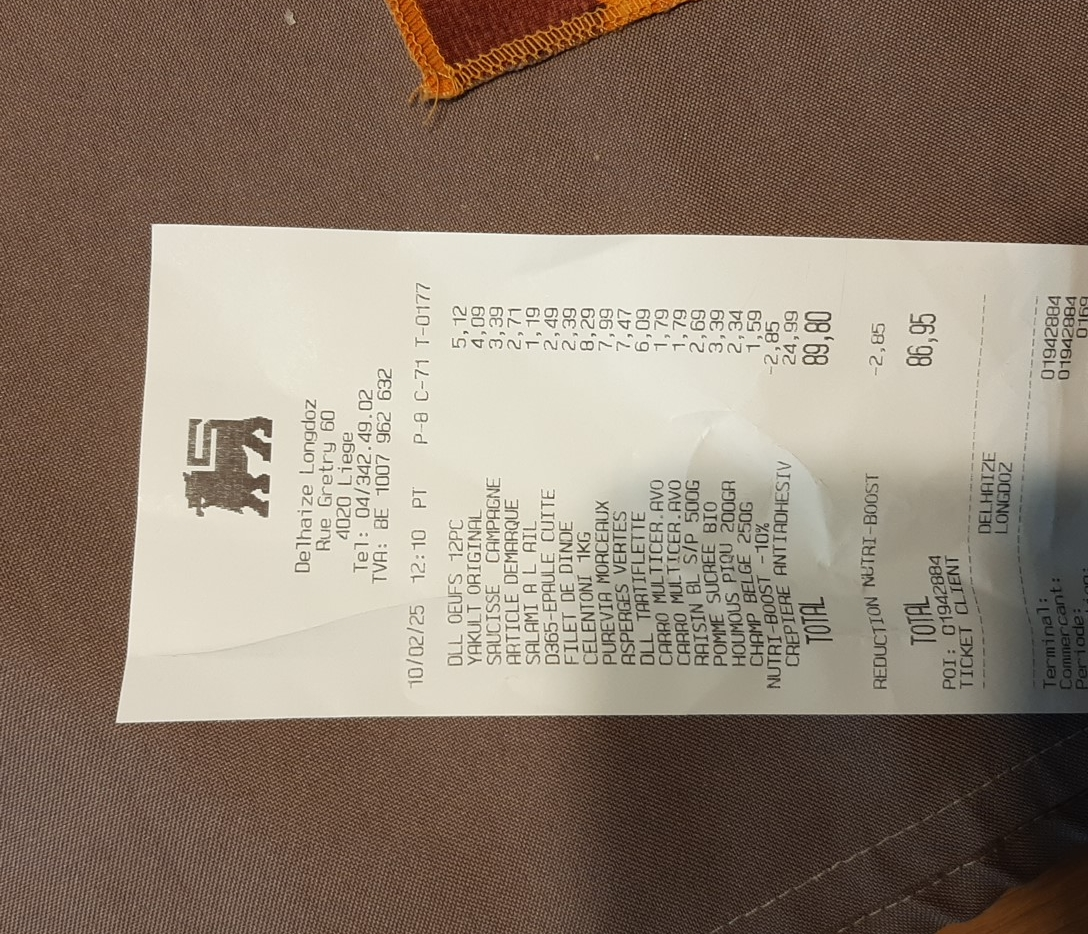 Delhaize Longdoz
Rue Gretry 60
4020 Liege
Tel: 04/342.49.02
TVA: BE 1007 962 632
10/02/25 12:10 PT P-8 C-71 T-0177
DLL OEUFS 12PC 5,12
YAKULT ORIGINAL 4,09
SAUCISSE CAMPAGNE 3,39
ARTICLE DEMARQUE 2,71
SALAMI A L AIL 1,19
D365-EPAULE CUITE 2,49
FILET DE DINDE 2,39
CELENTONI 1KG 8,29
PUREVIA MORCEAUX 7,99
ASPERGES VERTES 7,47
DLL TARTIFLETTE 6,09
CARRO MULTICER.AVO 1,79
CARRO MULTICER.AVO 1,79
RAISIN BL S/P 500G 2,69
POMME SUCREE BIO 3,39
HOUMOUS PIQU 200GR 2,34
CHAMP BELGE 250G 1,59
NUTRI-BOOST -10% -2,85
CREPIERE ANTIADHESIV 24,99
TOTAL 89,80
REDUCTION NUTRI-BOOST -2,85
TOTAL 86,95
POI: 01942884
TICKET CLIENT
DELHAIZE
LONGDOZ
Terminal: 01942884
Commercant: 01942884
Periode: